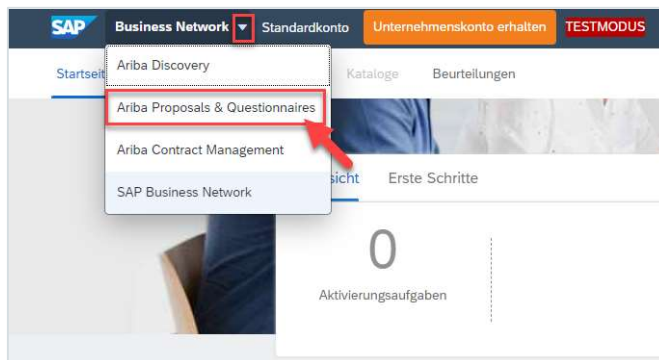 SAP Business Network Standardkonto Unternehmenskonto erhalten TESTMODUS
Startseit Kataloge Beurteilungen
Ariba Discovery
Ariba Proposals & Questionnaires
Ariba Contract Management
SAP Business Network
sicht Erste Schritte
0
Aktivierungsaufgaben